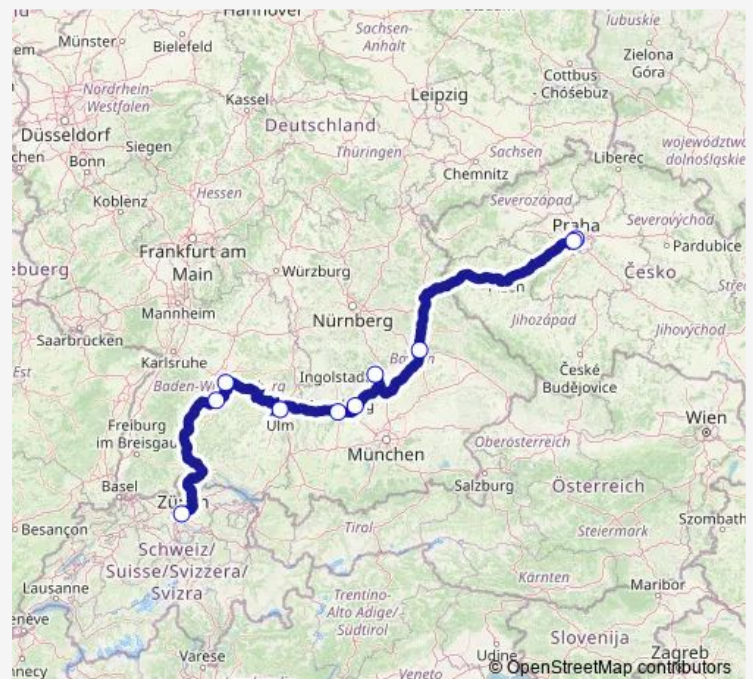 Hannover
lubuskie
Münster
Bielefeld
Sachsen-
Anhalt
Zielona
Góra
Cottbus
- Chóśebuz
Nordrhein-
Westfalen
Kassel
Leipzig
Düsseldorf
Deutschland
Siegen
Bonn
Thüringen
Sachsen
województwo
dolnośląskie
Liberec
Chemnitz
Koblenz
Hessen
Severozápad
Praha
Severovýchod
Pardubice
Frankfurt am
Main
Würzburg
Česko
Mannheim
Nürnberg
Jihozápad
Jihovýchod
Saarbrücken
Karlsruhe
Est
České
Budějovice
Freiburg
im Breisgau
Ulm
Wien
Oberösterreich
München
Basel
Salzburg
Österreich
Besançon
Steiermark
Schweiz/
Suisse/Svizzera/
Svizra
Tirol
Kärnten
Lausanne
Maribor
Trentino-
Alto Adige/
Südtirol
Slovenija
Varese
Udine
Zagreb
Veneto
© OpenStreetMap contributors